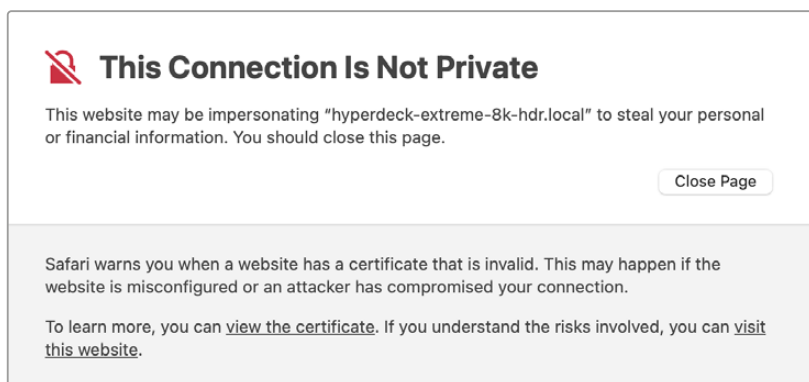 This Connection Is Not Private
This website may be impersonating “hyperdeck-extreme-8k-hdr.local” to steal your personal
or financial information. You should close this page.
Close Page
Safari warns you when a website has a certificate that is invalid. This may happen if the
website is misconfigured or an attacker has compromised your connection.
To learn more, you can view the certificate. If you understand the risks involved, you can visit
this website.